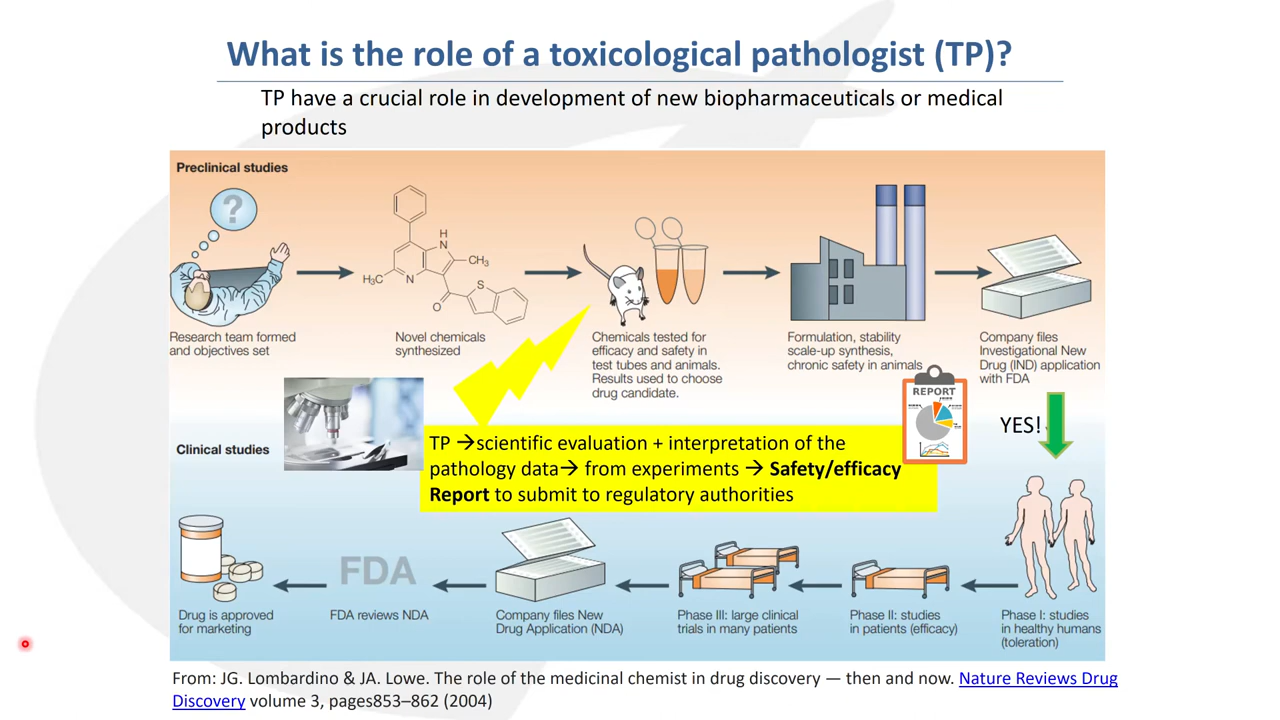 What is the role of a toxicological pathologist (TP)?
TP have a crucial role in development of new biopharmaceuticals or medical
products
Preclinical studies
?
H
N
CH₃
H₃C
N
S
O
Research team formed
and objectives set
Novel chemicals
synthesized
Chemicals tested for
efficacy and safety in
test tubes and animals.
Results used to choose
drug candidate.
Formulation, stability
scale-up synthesis,
chronic safety in animals
Company files
Investigational New
Drug (IND) application
with FDA
REPORT
YES!
Clinical studies
TP →scientific evaluation + interpretation of the
pathology data→ from experiments → Safety/efficacy
Report to submit to regulatory authorities
FDA
Drug is approved
for marketing
FDA reviews NDA
Company files New
Drug Application (NDA)
Phase III: large clinical
trials in many patients
Phase II: studies
in patients (efficacy)
Phase I: studies
in healthy humans
(toleration)
From: JG. Lombardino & JA. Lowe. The role of the medicinal chemist in drug discovery — then and now. Nature Reviews Drug
Discovery volume 3, pages853–862 (2004)